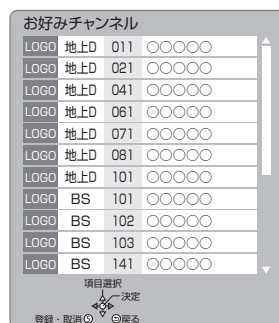 お好みチャンネル
LOGO 地上D 011 ○○○○○
LOGO 地上D 021 ○○○○○
LOGO 地上D 041 ○○○○○
LOGO 地上D 061 ○○○○○
LOGO 地上D 071 ○○○○○
LOGO 地上D 081 ○○○○○
LOGO 地上D 101 ○○○○○
LOGO BS 101 ○○○○○
LOGO BS 102 ○○○○○
LOGO BS 103 ○○○○○
LOGO BS 141 ○○○○○
項目選択
決定
登録・取消Ⓢ 戻る